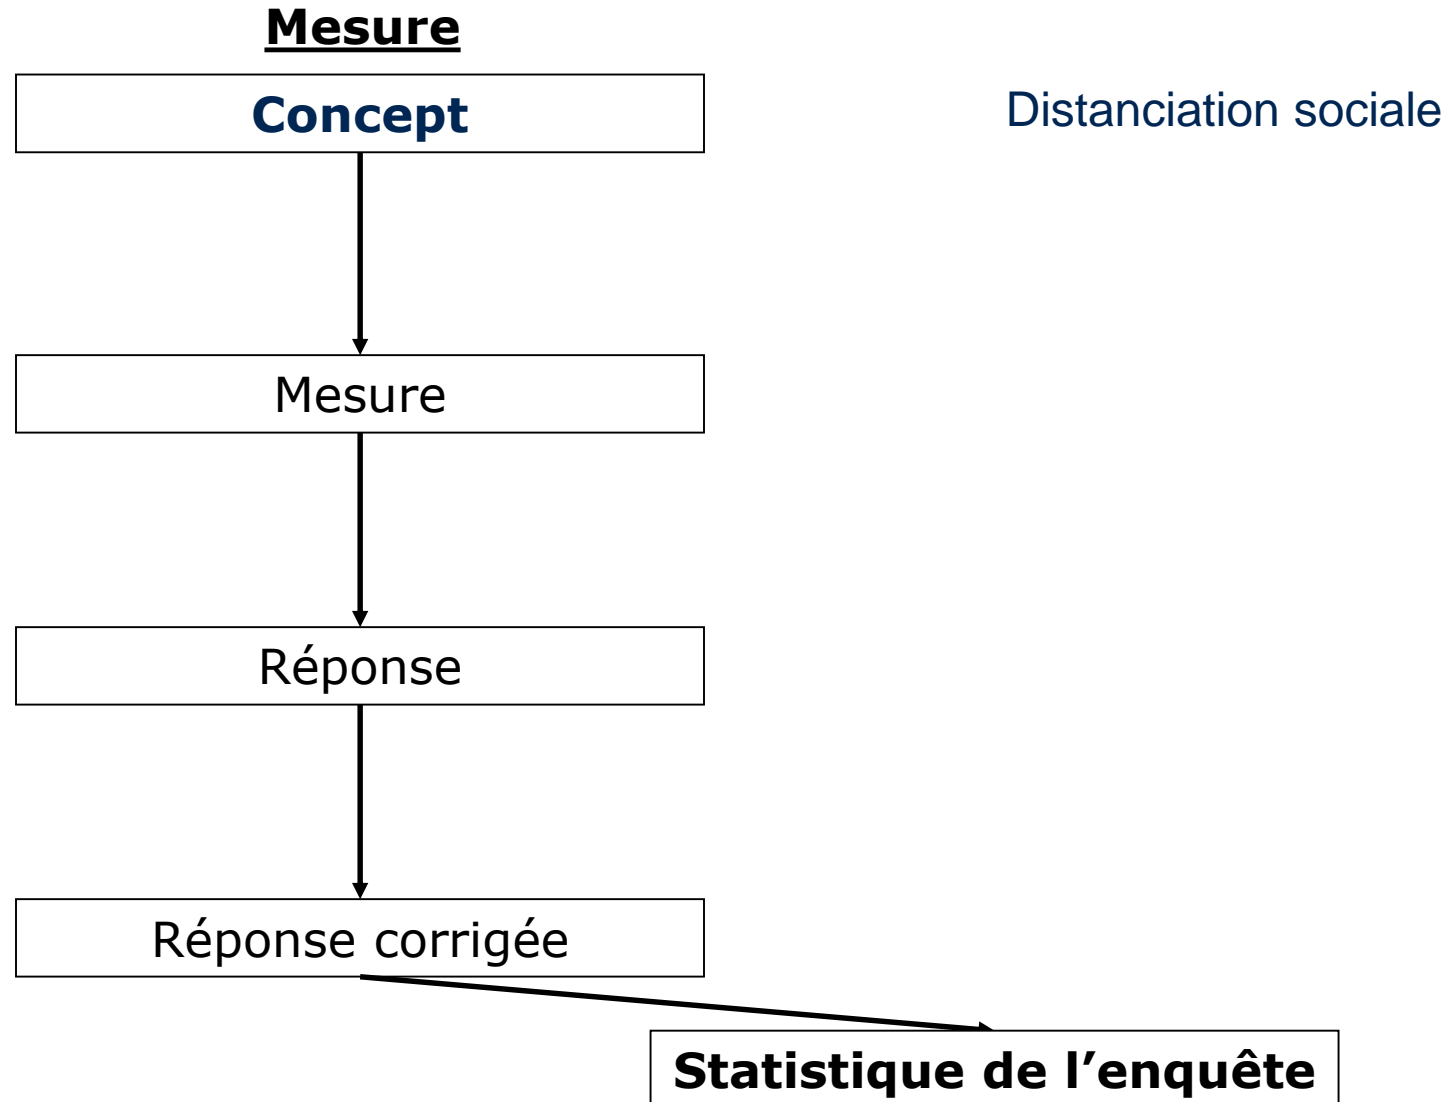 Mesure
Concept
Distanciation sociale
Mesure
Réponse
Réponse corrigée
Statistique de l’enquête